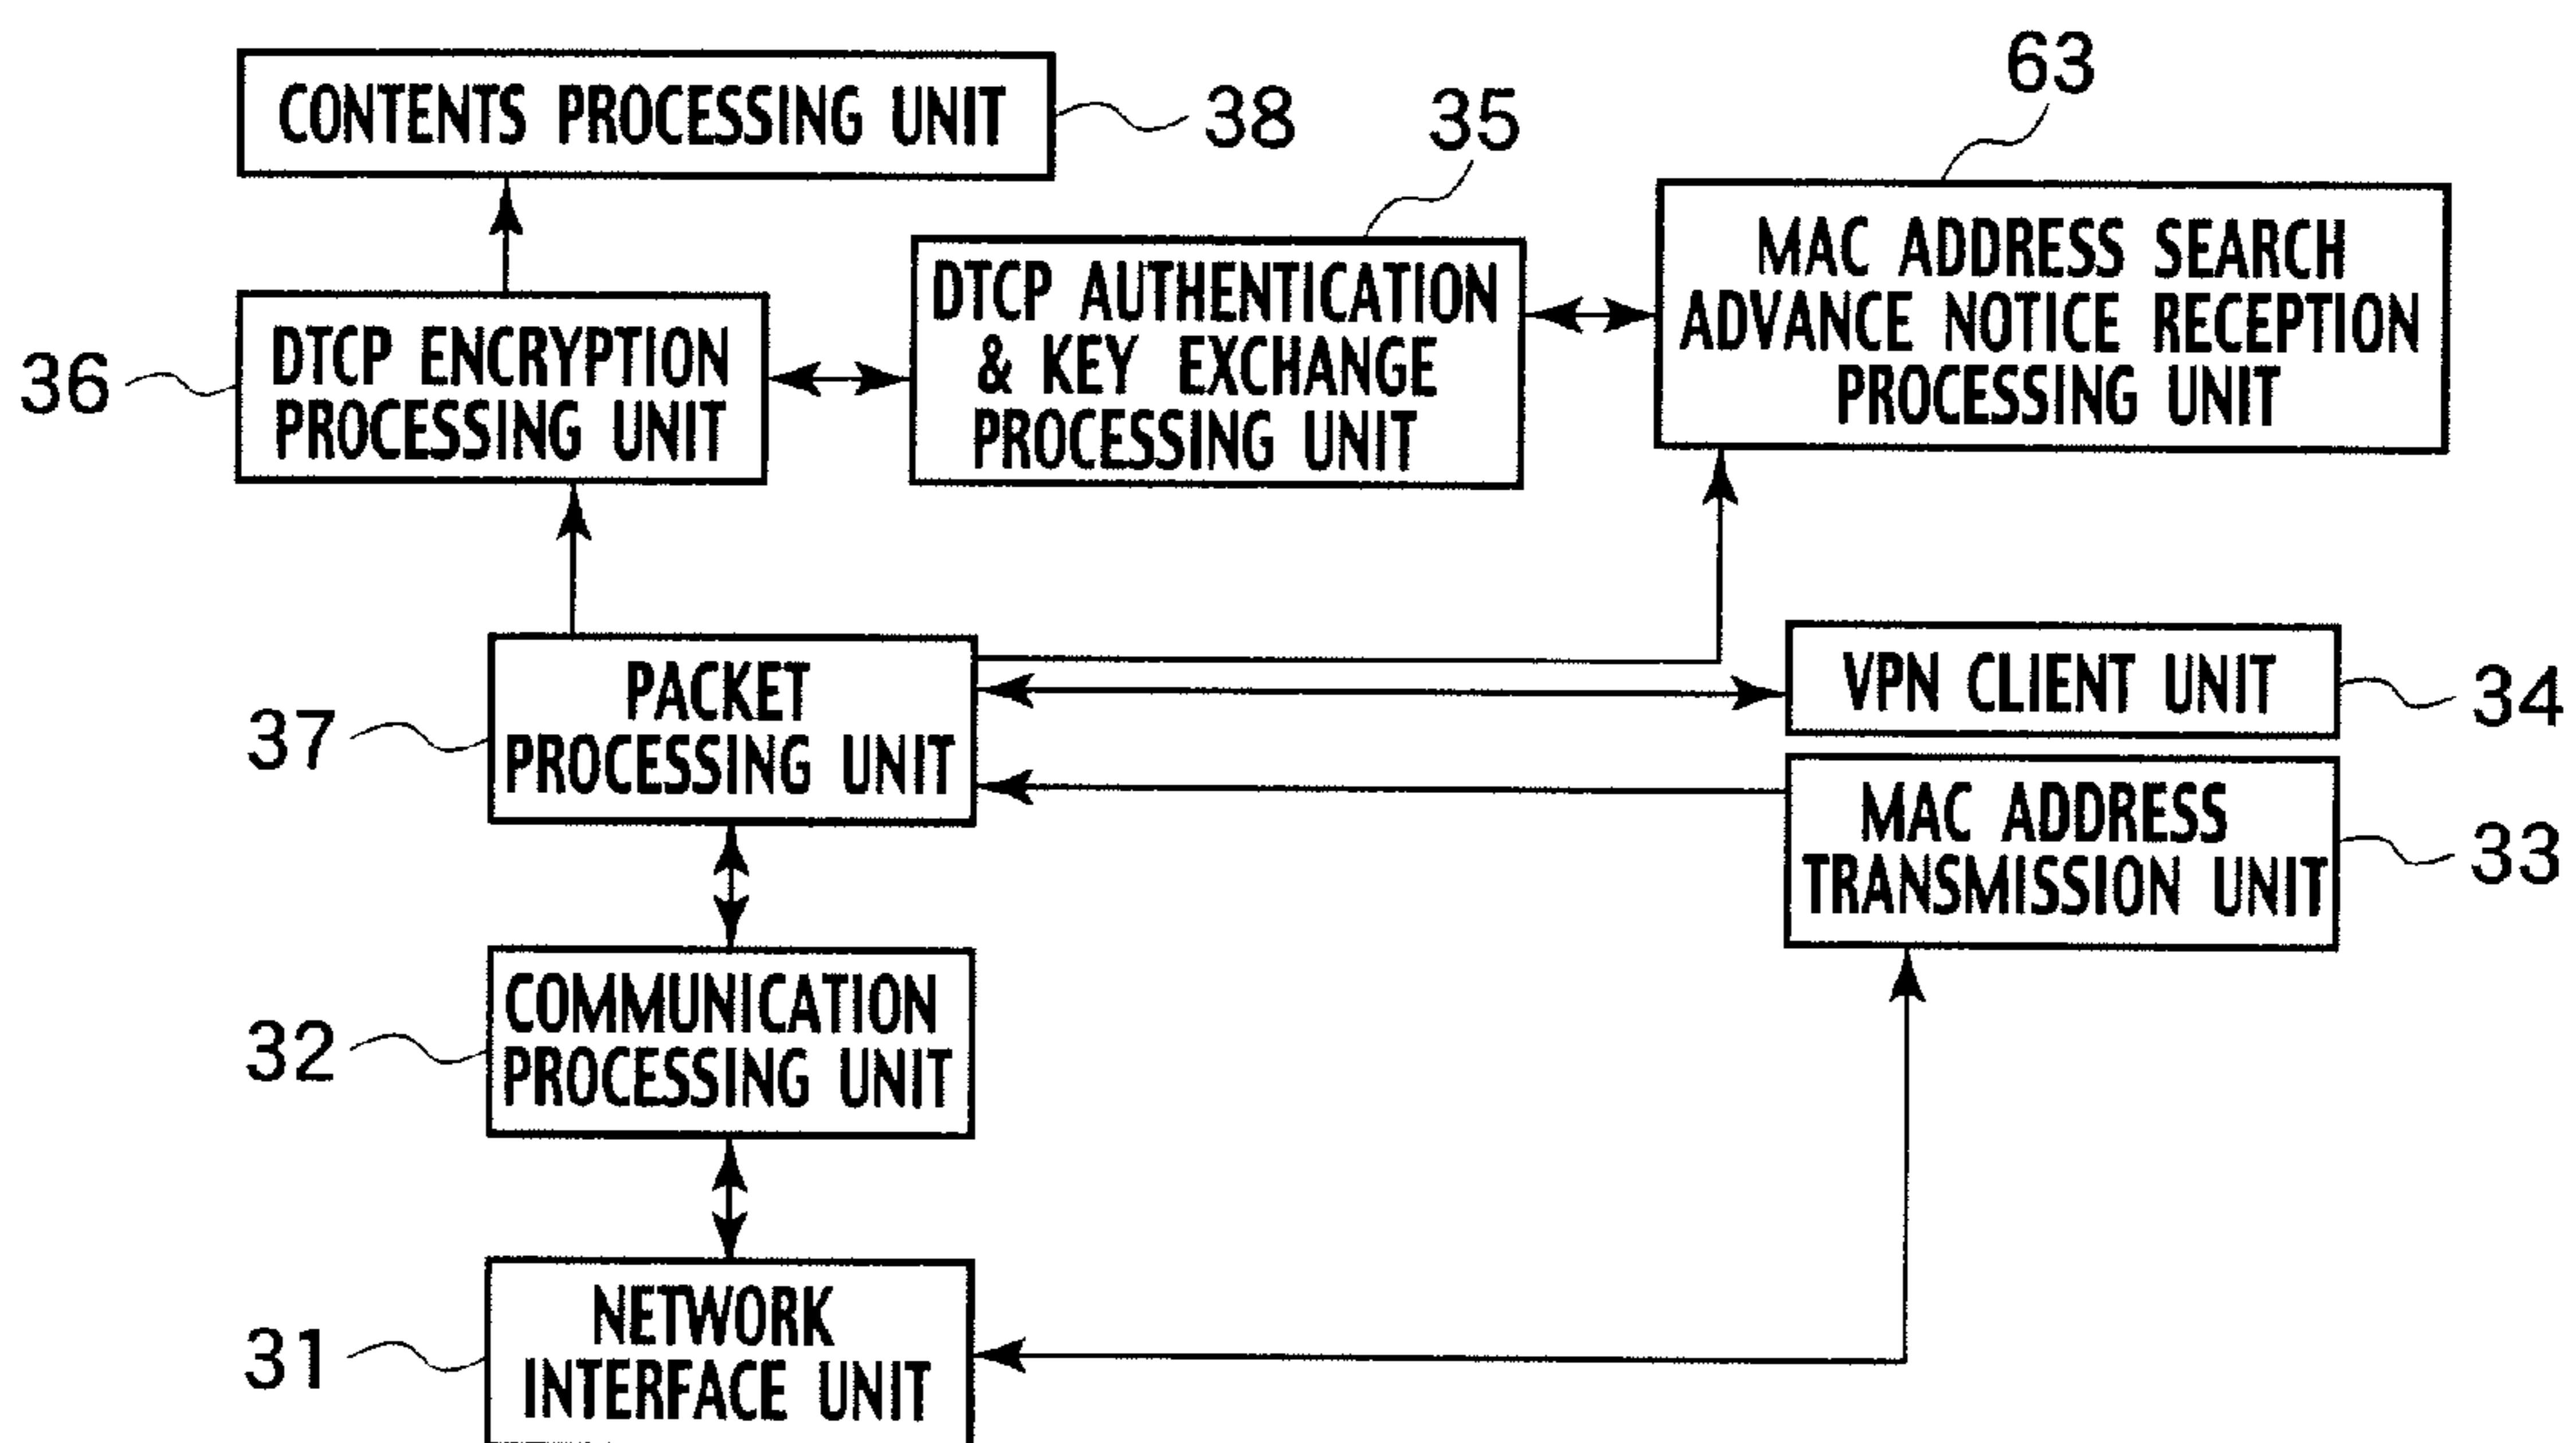 CONTENTS PROCESSING UNIT
38
35
63
36
DTCP ENCRYPTION
PROCESSING UNIT
DTCP AUTHENTICATION
& KEY EXCHANGE
PROCESSING UNIT
MAC ADDRESS SEARCH
ADVANCE NOTICE RECEPTION
PROCESSING UNIT
37
PACKET
PROCESSING UNIT
VPN CLIENT UNIT
34
MAC ADDRESS
TRANSMISSION UNIT
33
32
COMMUNICATION
PROCESSING UNIT
31
NETWORK
INTERFACE UNIT